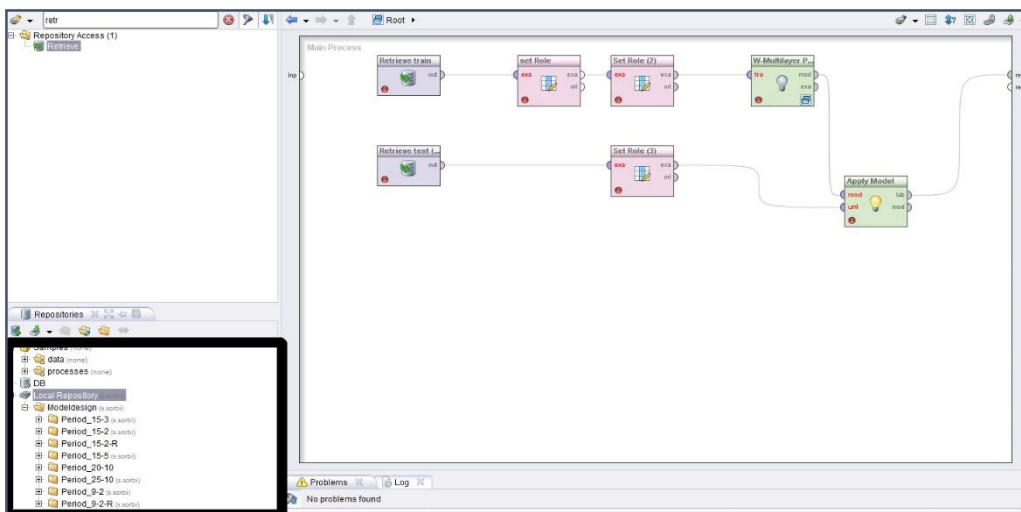 retr
Root
Repository Access (1)
Retrieve
Main Process
Retrieve train
set Role
Set Role (2)
W-Multilayer P...
inp
out
exa
exa
ori
exa
exa
ori
tra
mod
exa
Retrieve test (...
Set Role (3)
out
exa
exa
ori
Apply Model
mod
lab
unl
mod
Repositories
Samples (none)
data (none)
processes (none)
DB
Local Repository
Modeldesign (s.sorbi)
Period_15-3 (s.sorbi)
Period_15-2 (s.sorbi)
Period_15-2-R
Period_15-5 (s.sorbi)
Period_20-10
Period_25-10 (s.sorbi)
Period_9-2 (s.sorbi)
Period_9-2-R (s.sorbi)
Problems
Log
No problems found